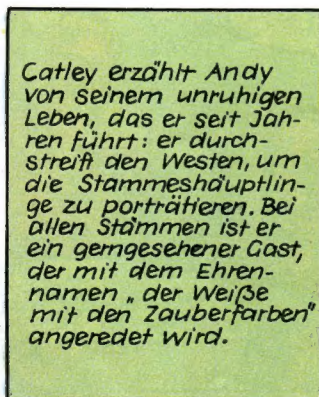 Catley erzählt Andy
von seinem unruhigen
Leben, das er seit Jah-
ren führt: er durch-
streift den Westen, um
die Stammeshäuptlin-
ge zu porträtieren. Bei
allen Stämmen ist er
ein gerngesehener Gast,
der mit dem Ehren-
namen „der Weiße
mit den Zauberfarben"
angeredet wird.